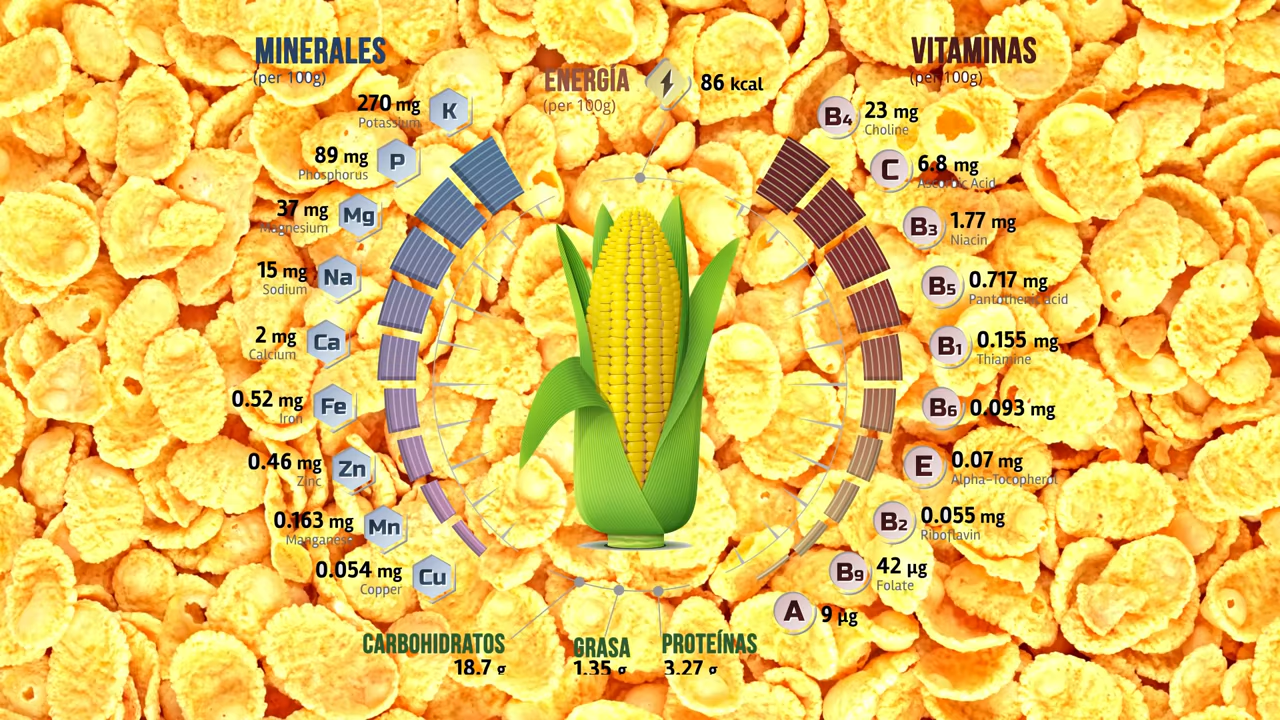 MINERALES
(per 100g)
270 mg
Potassium
K
89 mg
Phosphorus
P
37 mg
Magnesium
Mg
15 mg
Sodium
Na
2 mg
Calcium
Ca
0.52 mg
Iron
Fe
0.46 mg
Zinc
Zn
0.163 mg
Manganese
Mn
0.054 mg
Copper
Cu
ENERGÍA
(per 100g)
86 kcal
VITAMINAS
(per 100g)
B4
23 mg
Choline
C
6.8 mg
Ascorbic Acid
B3
1.77 mg
Niacin
B5
0.717 mg
Pantothenic acid
B1
0.155 mg
Thiamine
B6
0.093 mg
E
0.07 mg
Alpha-Tocopherol
B2
0.055 mg
Riboflavin
B9
42 µg
Folate
A
9 µg
CARBOHIDRATOS
18.7 g
GRASA
1.35 g
PROTEÍNAS
3.27 g